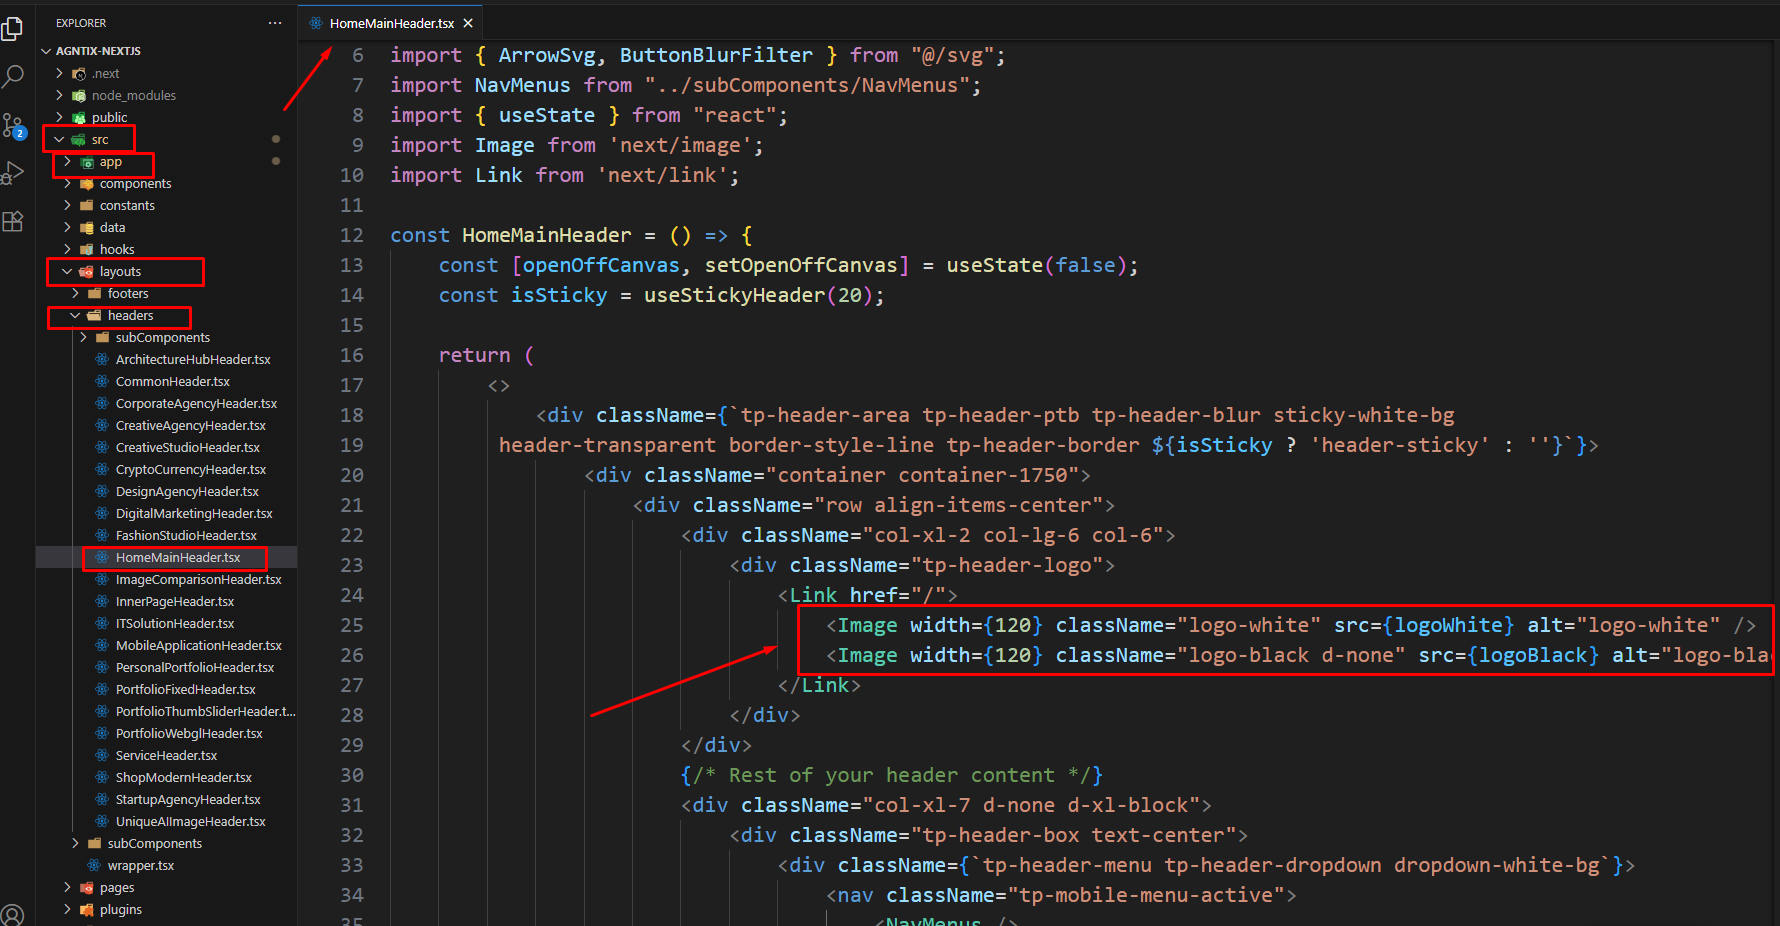 EXPLORER
AGNTIX-NEXTJS
.next
node_modules
public
src
app
components
constants
data
hooks
layouts
footers
headers
subComponents
ArchitectureHubHeader.tsx
CommonHeader.tsx
CorporateAgencyHeader.tsx
CreativeAgencyHeader.tsx
CreativeStudioHeader.tsx
CryptoCurrencyHeader.tsx
DesignAgencyHeader.tsx
DigitalMarketingHeader.tsx
FashionStudioHeader.tsx
HomeMainHeader.tsx
ImageComparisonHeader.tsx
InnerPageHeader.tsx
ITSolutionHeader.tsx
MobileApplicationHeader.tsx
PersonalPortfolioHeader.tsx
PortfolioFixedHeader.tsx
PortfolioThumbSliderHeader.t...
PortfolioWebglHeader.tsx
ServiceHeader.tsx
ShopModernHeader.tsx
StartupAgencyHeader.tsx
UniqueAIImageHeader.tsx
subComponents
wrapper.tsx
pages
plugins
2
HomeMainHeader.tsx
6 import { ArrowSvg, ButtonBlurFilter } from "@/svg";
7 import NavMenus from "../subComponents/NavMenus";
8 import { useState } from "react";
9 import Image from 'next/image';
10 import Link from 'next/link';
11
12 const HomeMainHeader = () => {
13 const [openOffCanvas, setOpenOffCanvas] = useState(false);
14 const isSticky = useStickyHeader(20);
15
16 return (
17 <>
18 <div className={`tp-header-area tp-header-ptb tp-header-blur sticky-white-bg
19 header-transparent border-style-line tp-header-border ${isSticky ? 'header-sticky' : ''}`}>
20 <div className="container container-1750">
21 <div className="row align-items-center">
22 <div className="col-xl-2 col-lg-6 col-6">
23 <div className="tp-header-logo">
24 <Link href="/">
25 <Image width={120} className="logo-white" src={logoWhite} alt="logo-white" />
26 <Image width={120} className="logo-black d-none" src={logoBlack} alt="logo-bla
27 </Link>
28 </div>
29 </div>
30 {/* Rest of your header content */}
31 <div className="col-xl-7 d-none d-xl-block">
32 <div className="tp-header-box text-center">
33 <div className={`tp-header-menu tp-header-dropdown dropdown-white-bg`}>
34 <nav className="tp-mobile-menu-active">
35 <NavMenus />